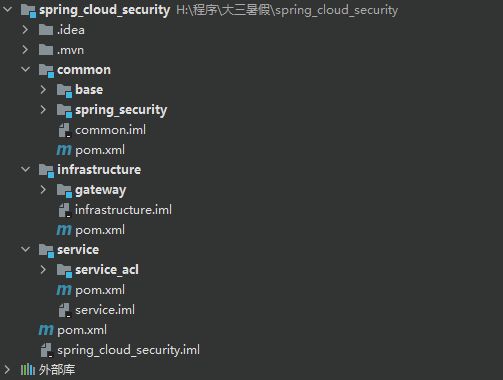 spring_cloud_security H:\程序\大三暑假\spring_cloud_security
.idea
.mvn
common
base
spring_security
common.iml
pom.xml
infrastructure
gateway
infrastructure.iml
pom.xml
service
service_acl
pom.xml
service.iml
pom.xml
spring_cloud_security.iml
外部库